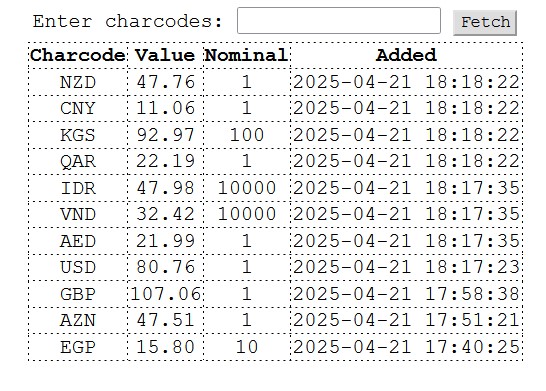 Enter charcodes: Fetch
Charcode Value Nominal Added
NZD 47.76 1 2025-04-21 18:18:22
CNY 11.06 1 2025-04-21 18:18:22
KGS 92.97 100 2025-04-21 18:18:22
QAR 22.19 1 2025-04-21 18:18:22
IDR 47.98 10000 2025-04-21 18:17:35
VND 32.42 10000 2025-04-21 18:17:35
AED 21.99 1 2025-04-21 18:17:35
USD 80.76 1 2025-04-21 18:17:23
GBP 107.06 1 2025-04-21 17:58:38
AZN 47.51 1 2025-04-21 17:51:21
EGP 15.80 10 2025-04-21 17:40:25